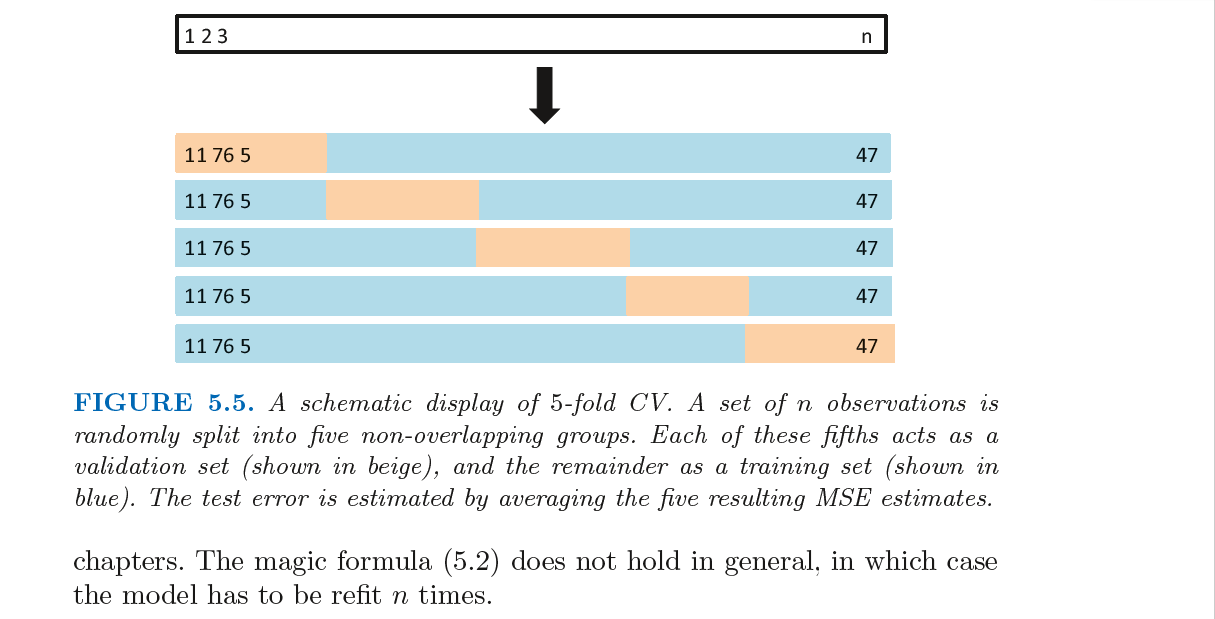 1 2 3 n
11 76 5 47
11 76 5 47
11 76 5 47
11 76 5 47
11 76 5 47
FIGURE 5.5. A schematic display of 5-fold CV. A set of n observations is
randomly split into five non-overlapping groups. Each of these fifths acts as a
validation set (shown in beige), and the remainder as a training set (shown in
blue). The test error is estimated by averaging the five resulting MSE estimates.
chapters. The magic formula (5.2) does not hold in general, in which case
the model has to be refit n times.